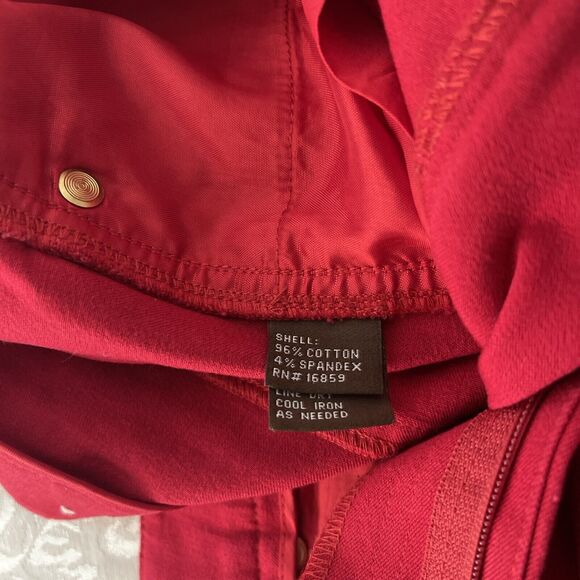 SHELL:
96% COTTON
4% SPANDEX
RN# 16859
LINE DRY
COOL IRON
AS NEEDED